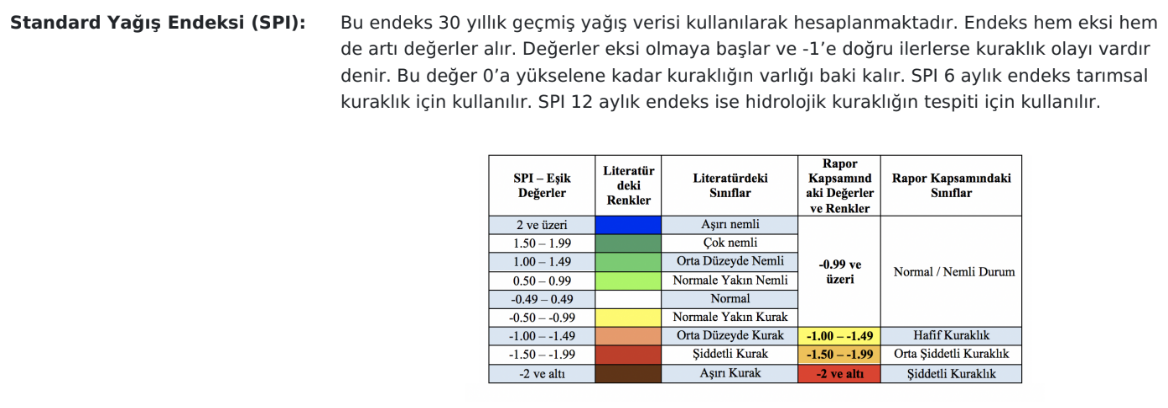 Standard Yağış Endeksi (SPI):
Bu endeks 30 yıllık geçmiş yağış verisi kullanılarak hesaplanmaktadır. Endeks hem eksi hem
de artı değerler alır. Değerler eksi olmaya başlar ve -1’e doğru ilerlerse kuraklık olayı vardır
denir. Bu değer 0’a yükselene kadar kuraklığın varlığı baki kalır. SPI 6 aylık endeks tarımsal
kuraklık için kullanılır. SPI 12 aylık endeks ise hidrolojik kuraklığın tespiti için kullanılır.
SPI – Eşik
Değerler
Literatür
deki
Renkler
Literatürdeki
Sınıflar
Rapor
Kapsamınd
aki Değerler
ve Renkler
Rapor Kapsamındaki
Sınıflar
2 ve üzeri
Aşırı nemli
1.50 – 1.99
Çok nemli
1.00 – 1.49
Orta Düzeyde Nemli
0.50 – 0.99
Normale Yakın Nemli
-0.49 – 0.49
Normal
-0.50 – -0.99
Normale Yakın Kurak
-0.99 ve
üzeri
Normal / Nemli Durum
-1.00 – -1.49
Orta Düzeyde Kurak
-1.00 – -1.49
Hafif Kuraklık
-1.50 – -1.99
Şiddetli Kurak
-1.50 – -1.99
Orta Şiddetli Kuraklık
-2 ve altı
Aşırı Kurak
-2 ve altı
Şiddetli Kuraklık